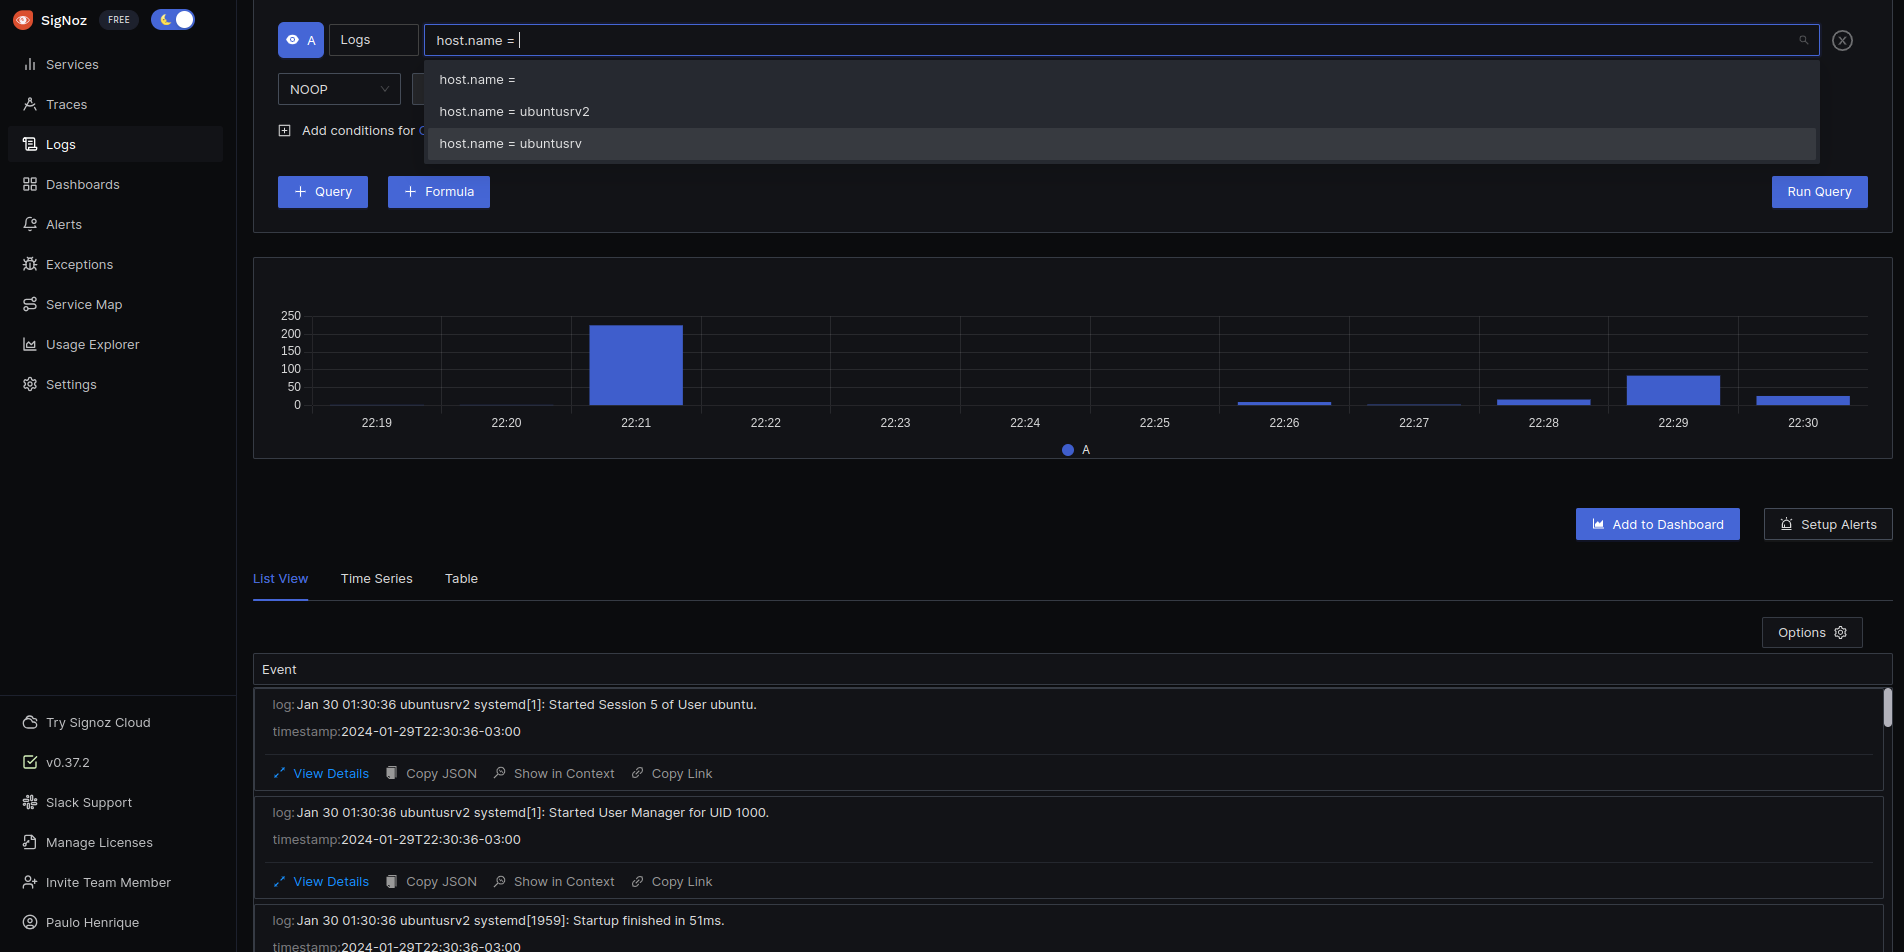 SigNoz FREE
Services
Traces
Logs
Dashboards
Alerts
Exceptions
Service Map
Usage Explorer
Settings
Try Signoz Cloud
v0.37.2
Slack Support
Manage Licenses
Invite Team Member
Paulo Henrique
A Logs host.name =
host.name =
host.name = ubuntusrv2
host.name = ubuntusrv
NOOP
Add conditions for
Query Formula Run Query
250
200
150
100
50
0
22:19 22:20 22:21 22:22 22:23 22:24 22:25 22:26 22:27 22:28 22:29 22:30
A
Add to Dashboard Setup Alerts
List View Time Series Table
Options
Event
log:Jan 30 01:30:36 ubuntusrv2 systemd[1]: Started Session 5 of User ubuntu.
timestamp:2024-01-29T22:30:36-03:00
View Details Copy JSON Show in Context Copy Link
log:Jan 30 01:30:36 ubuntusrv2 systemd[1]: Started User Manager for UID 1000.
timestamp:2024-01-29T22:30:36-03:00
View Details Copy JSON Show in Context Copy Link
log:Jan 30 01:30:36 ubuntusrv2 systemd[1959]: Startup finished in 51ms.
timestamp:2024-01-29T22:30:36-03:00